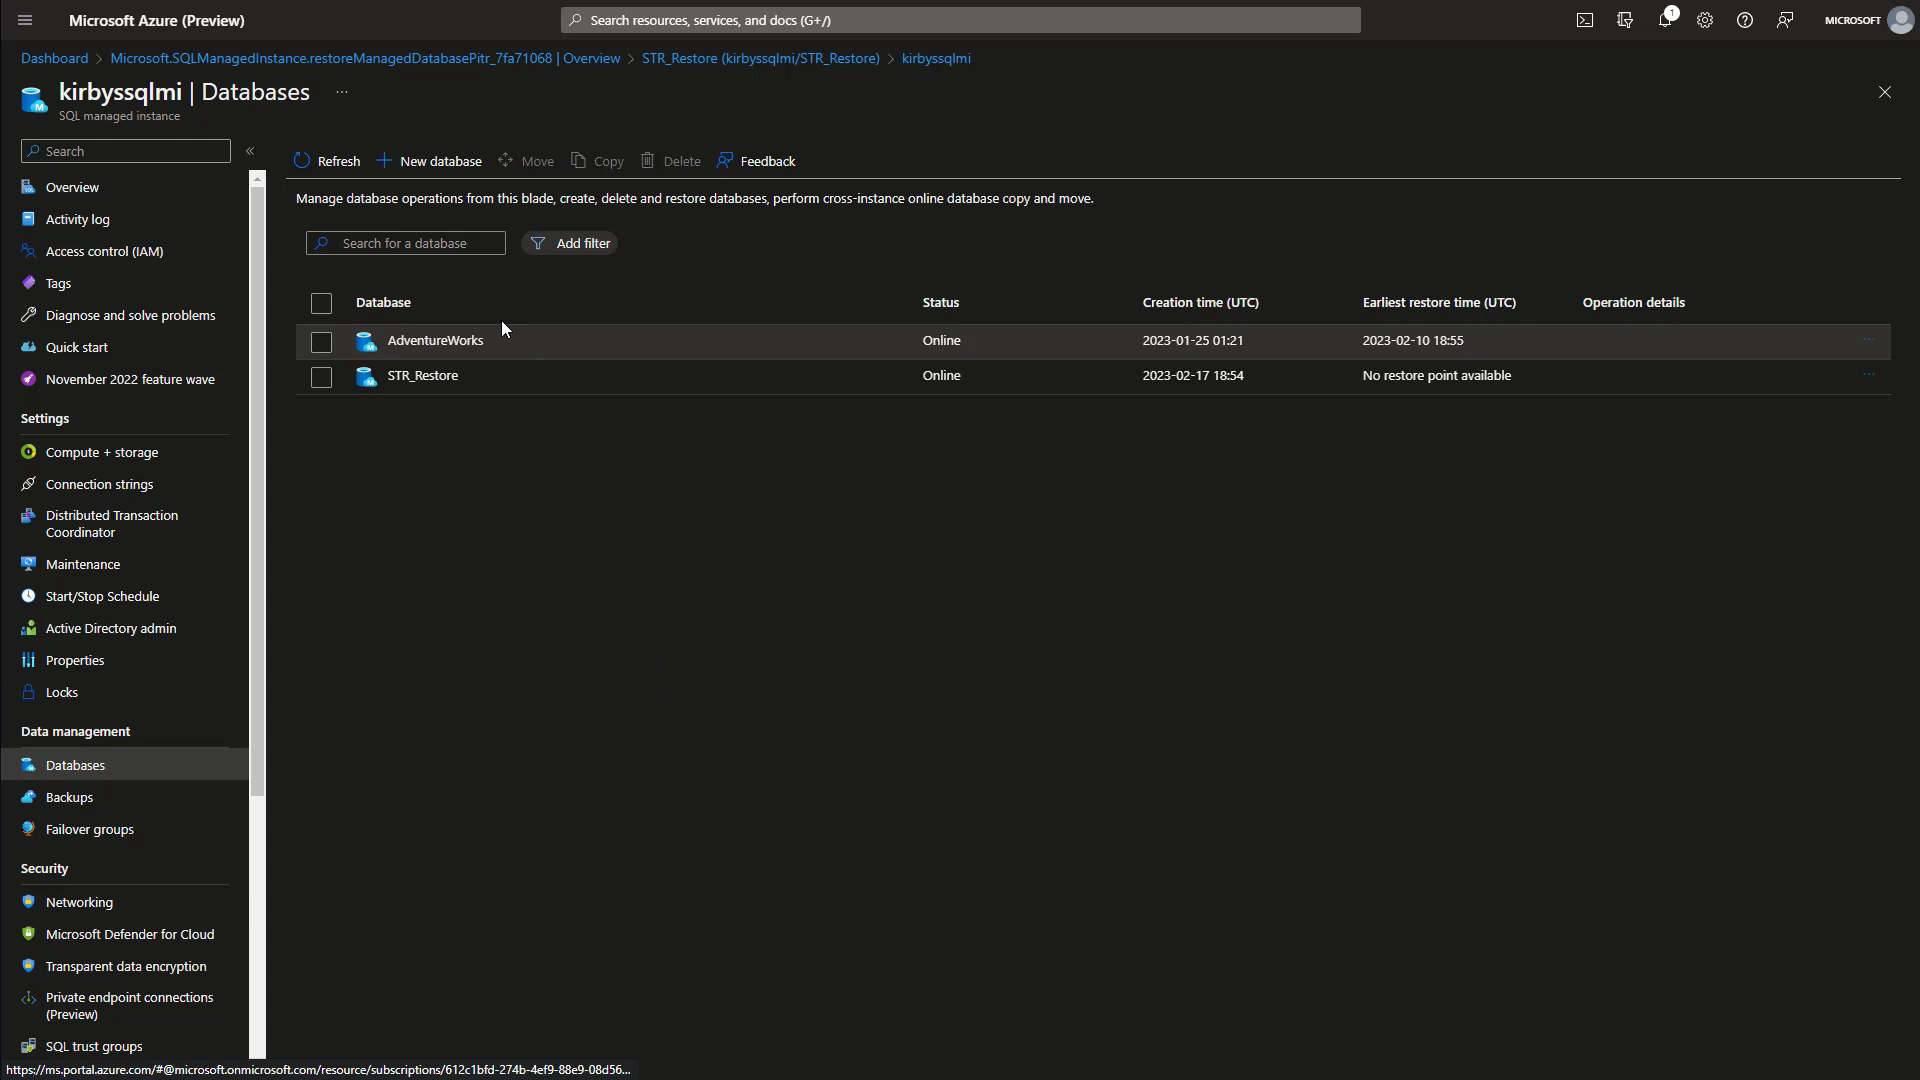 Microsoft Azure (Preview)
Search resources, services, and docs (G+/)
1
MICROSOFT
Dashboard > Microsoft.SQLManagedInstance.restoreManagedDatabasePitr_7fa71068 | Overview > STR_Restore (kirbyssqlmi/STR_Restore) > kirbyssqlmi
kirbyssqlmi | Databases ...
SQL managed instance
Search
Overview
Activity log
Access control (IAM)
Tags
Diagnose and solve problems
Quick start
November 2022 feature wave
Settings
Compute + storage
Connection strings
Distributed Transaction
Coordinator
Maintenance
Start/Stop Schedule
Active Directory admin
Properties
Locks
Data management
Databases
Backups
Failover groups
Security
Networking
Microsoft Defender for Cloud
Transparent data encryption
Private endpoint connections
(Preview)
SQL trust groups
Refresh New database Move Copy Delete Feedback
Manage database operations from this blade, create, delete and restore databases, perform cross-instance online database copy and move.
Search for a database Add filter
Database Status Creation time (UTC) Earliest restore time (UTC) Operation details
AdventureWorks Online 2023-01-25 01:21 2023-02-10 18:55 ...
STR_Restore Online 2023-02-17 18:54 No restore point available ...
https://ms.portal.azure.com/#@microsoft.onmicrosoft.com/resource/subscriptions/612c1bfd-274b-4ef9-88e9-08d56...